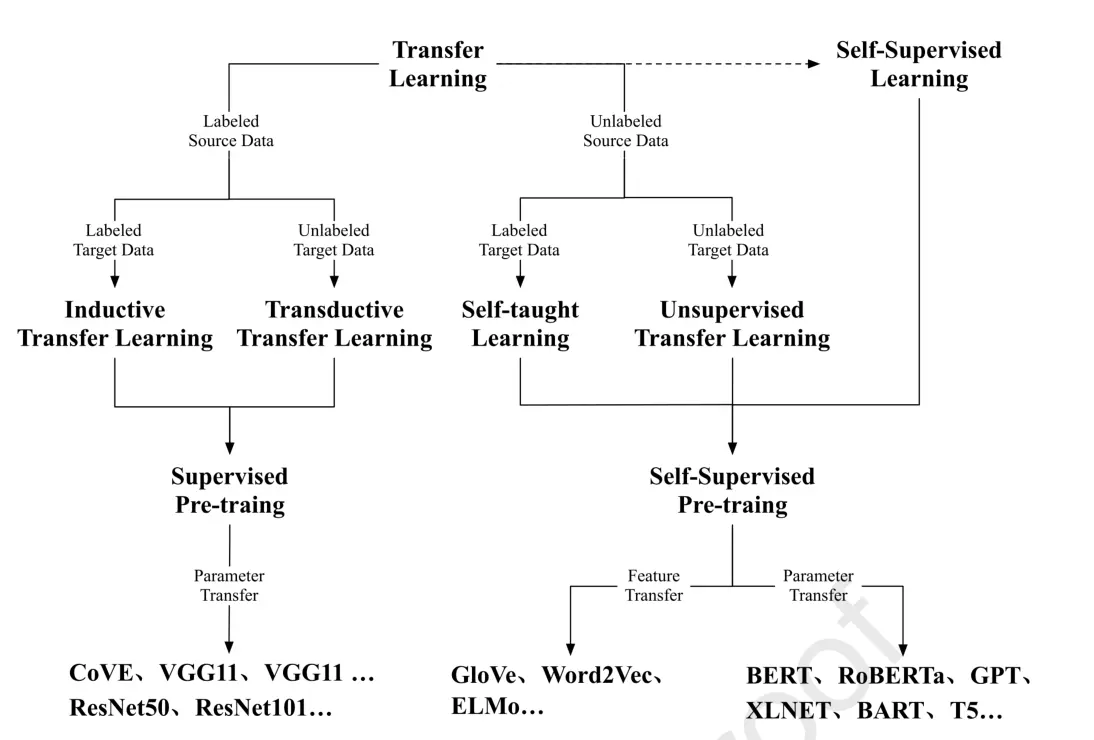 Transfer
Learning
Self-Supervised
Learning
Labeled
Source Data
Unlabeled
Source Data
Labeled
Target Data
Unlabeled
Target Data
Labeled
Target Data
Unlabeled
Target Data
Inductive
Transfer Learning
Transductive
Transfer Learning
Self-taught
Learning
Unsupervised
Transfer Learning
Supervised
Pre-traing
Self-Supervised
Pre-traing
Parameter
Transfer
Feature
Transfer
Parameter
Transfer
CoVE、VGG11、VGG11 …
ResNet50、ResNet101…
GloVe、Word2Vec、
ELMo…
BERT、RoBERTa、GPT、
XLNET、BART、T5…
roof